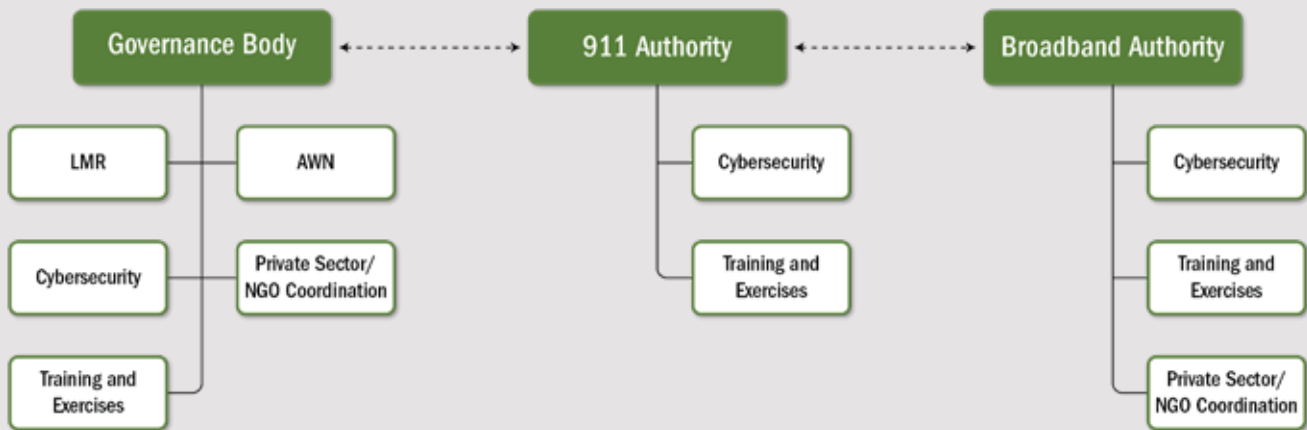 Governance Body
911 Authority
Broadband Authority
LMR
AWN
Cybersecurity
Private Sector/
NGO Coordination
Training and
Exercises
Cybersecurity
Training and
Exercises
Cybersecurity
Training and
Exercises
Private Sector/
NGO Coordination